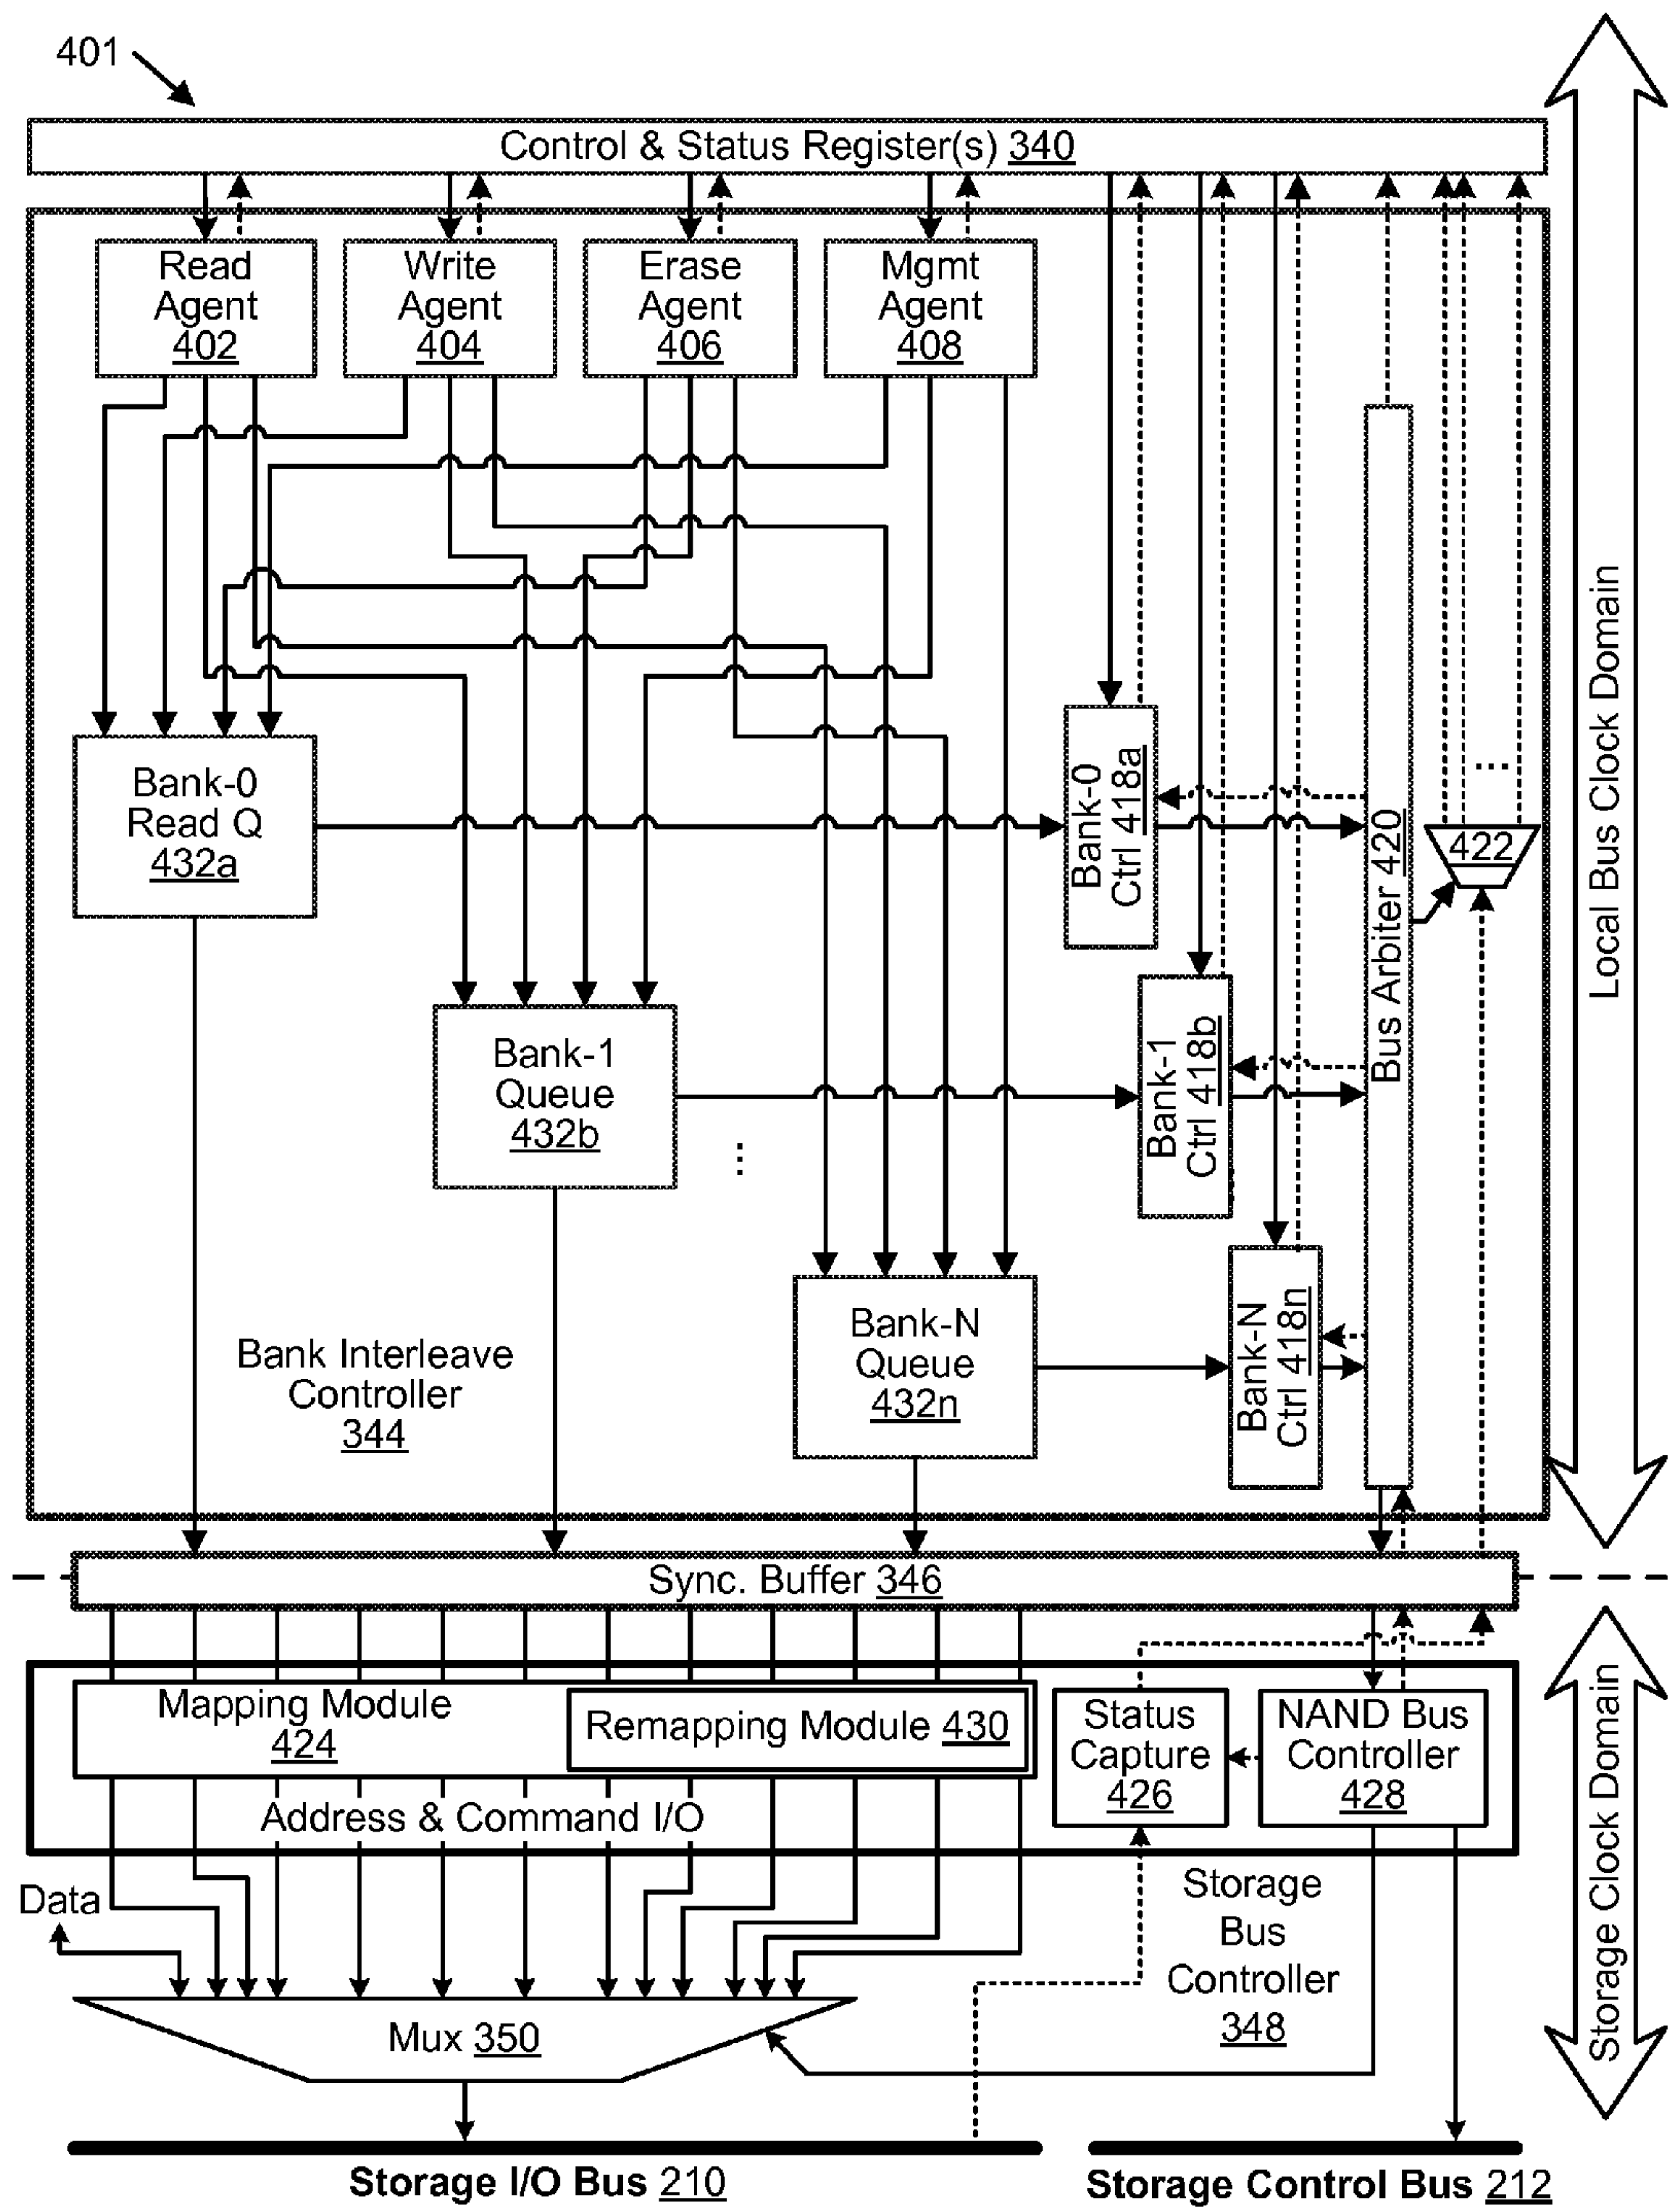 401
Control & Status Register(s) 340
Read
Agent
402
Write
Agent
404
Erase
Agent
406
Mgmt
Agent
408
Bank-0
Read Q
432a
Bank-0
Ctrl 418a
Bus Arbiter 420
...
422
Local Bus Clock Domain
Bank-1
Queue
432b
...
Bank-1
Ctrl 418b
Bank-N
Queue
432n
Bank-N
Ctrl 418n
Bank Interleave
Controller
344
Sync. Buffer 346
Mapping Module
424
Remapping Module 430
Status
Capture
426
NAND Bus
Controller
428
Address & Command I/O
Data
Storage
Bus
Controller
348
Storage Clock Domain
Mux 350
Storage I/O Bus 210
Storage Control Bus 212